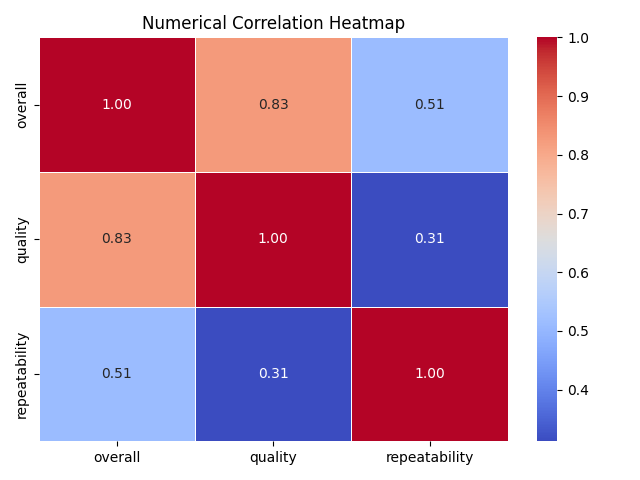 Numerical Correlation Heatmap
overall 1.00 0.83 0.51
quality 0.83 1.00 0.31
repeatability 0.51 0.31 1.00
overall quality repeatability
1.0
0.9
0.8
0.7
0.6
0.5
0.4